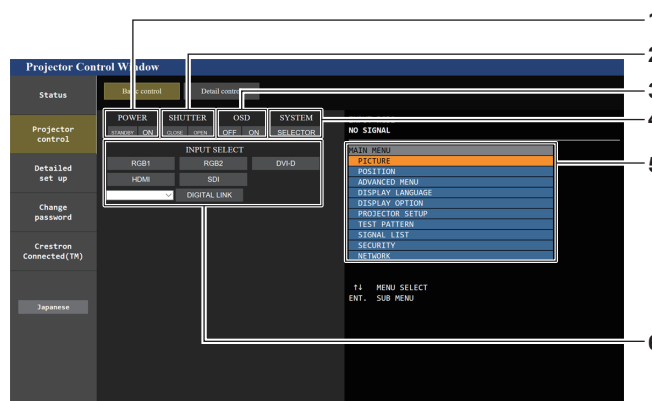 Projector Control Window
Status
Projector
control
Detailed
set up
Change
password
Crestron
Connected(TM)
Japanese
Basic control
Detail control
POWER
STANDBY ON
SHUTTER
CLOSE OPEN
OSD
OFF ON
SYSTEM
SELECTOR
INPUT SELECT
RGB1
RGB2
DVI-D
HDMI
SDI
DIGITAL LINK
NO SIGNAL
MAIN MENU
PICTURE
POSITION
ADVANCED MENU
DISPLAY LANGUAGE
DISPLAY OPTION
PROJECTOR SETUP
TEST PATTERN
SIGNAL LIST
SECURITY
NETWORK
↑↓ MENU SELECT
ENT. SUB MENU
1
2
3
4
5
6